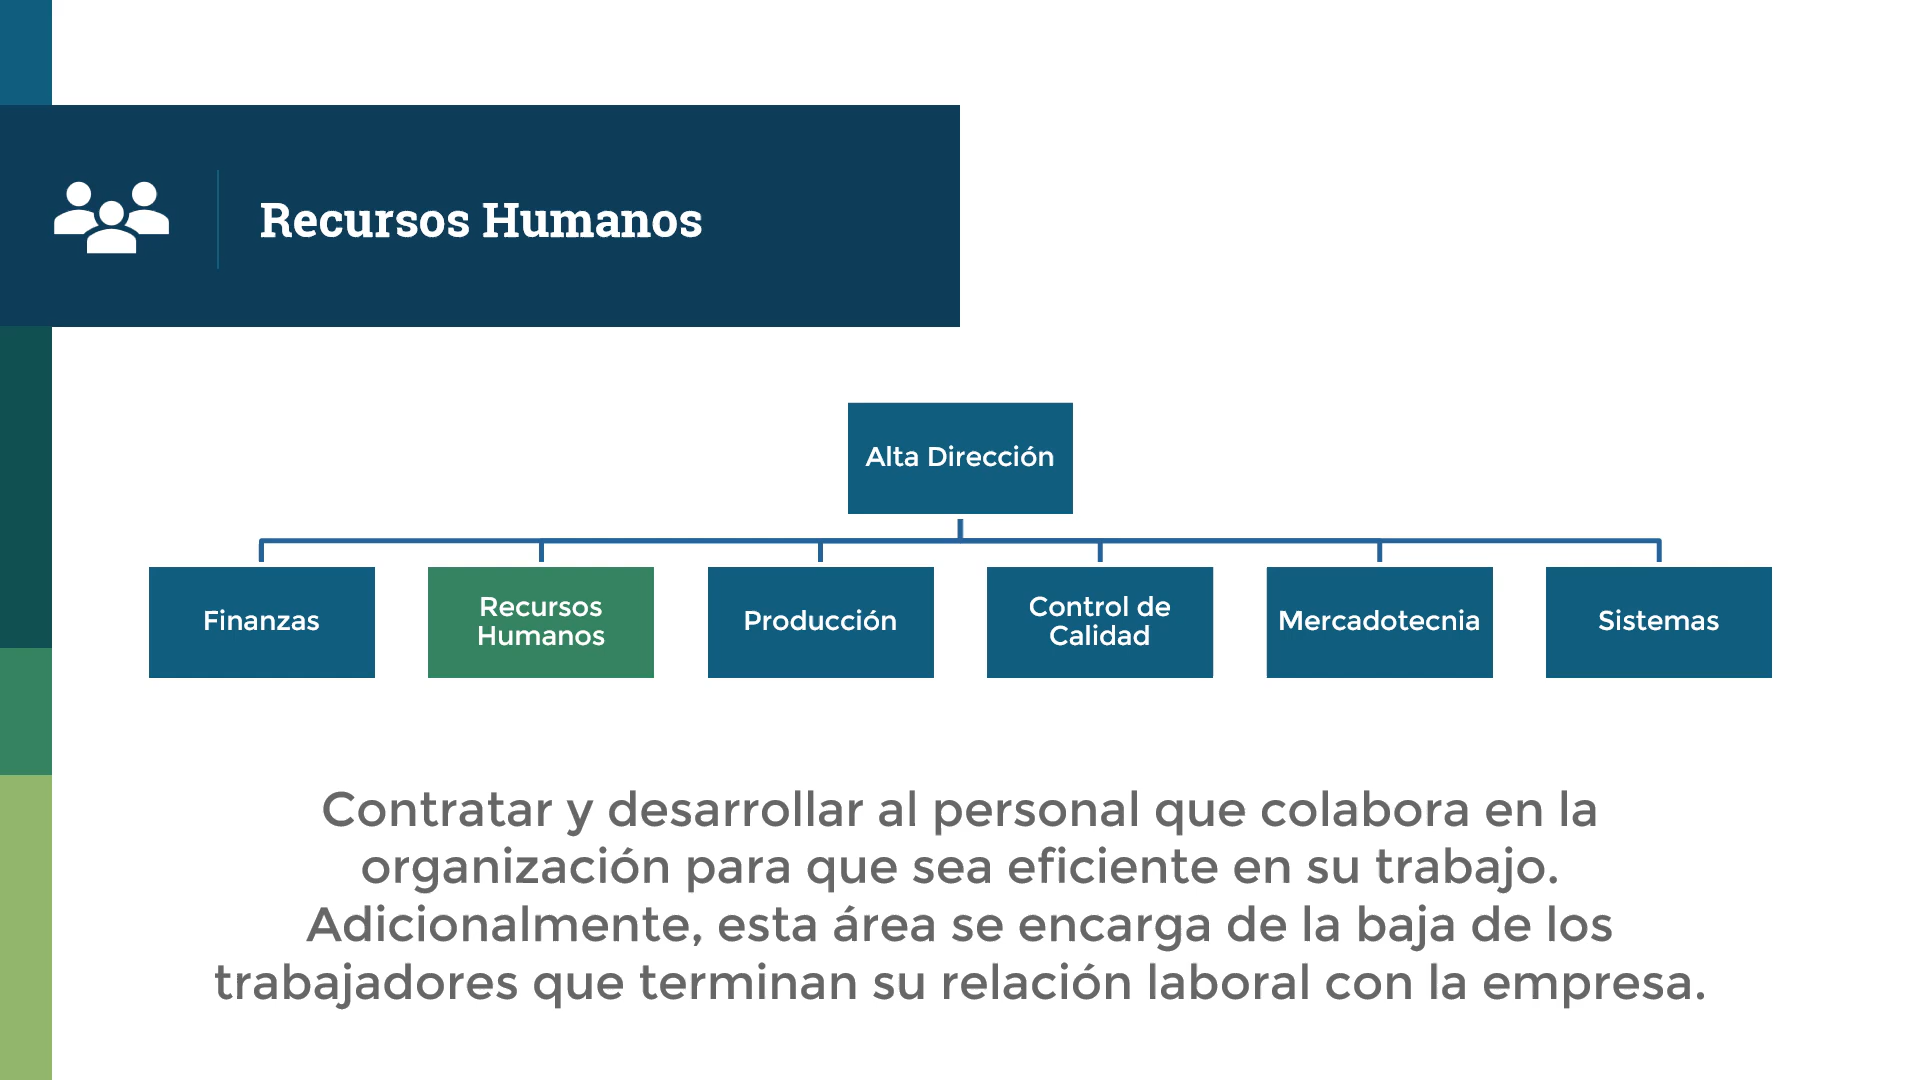 Recursos Humanos
Alta Dirección
Finanzas
Recursos
Humanos
Producción
Control de
Calidad
Mercadotecnia
Sistemas
Contratar y desarrollar al personal que colabora en la
organización para que sea eficiente en su trabajo.
Adicionalmente, esta área se encarga de la baja de los
trabajadores que terminan su relación laboral con la empresa.